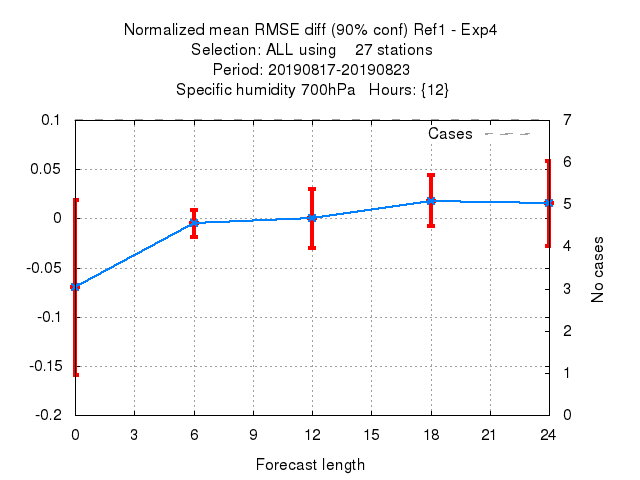 Normalized mean RMSE diff (90% conf) Ref1 - Exp4
Selection: ALL using    27 stations
Period: 20190817-20190823
Specific humidity 700hPa   Hours: {12}
Cases
0.1
0.05
0
-0.05
-0.1
-0.15
-0.2
7
6
5
4
3
2
1
0
No cases
0 3 6 9 12 15 18 21 24
Forecast length